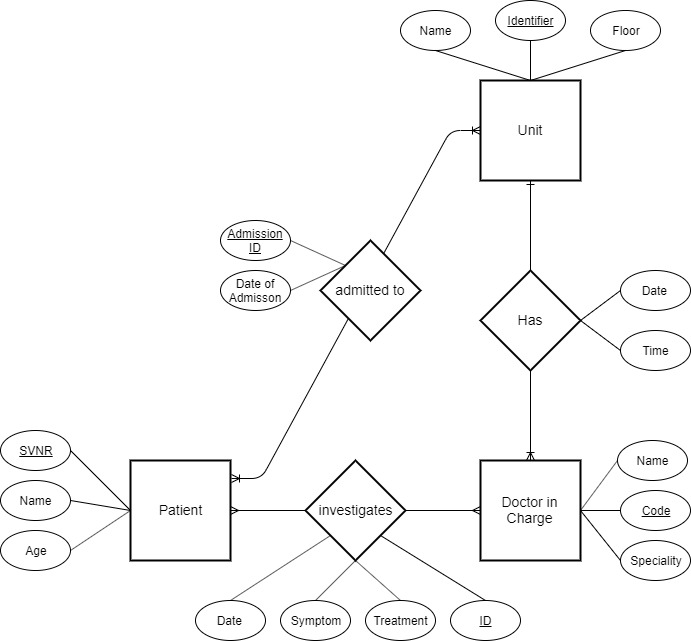 Identifier
Name
Floor
Unit
Admission
ID
Date of
Admisson
admitted to
Has
Date
Time
SVNR
Name
Age
Patient
investigates
Doctor in
Charge
Name
Code
Speciality
Date
Symptom
Treatment
ID